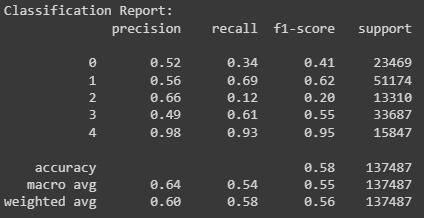 Classification Report:
precision recall f1-score support
0 0.52 0.34 0.41 23469
1 0.56 0.69 0.62 51174
2 0.66 0.12 0.20 13310
3 0.49 0.61 0.55 33687
4 0.98 0.93 0.95 15847
accuracy 0.58 137487
macro avg 0.64 0.54 0.55 137487
weighted avg 0.60 0.58 0.56 137487